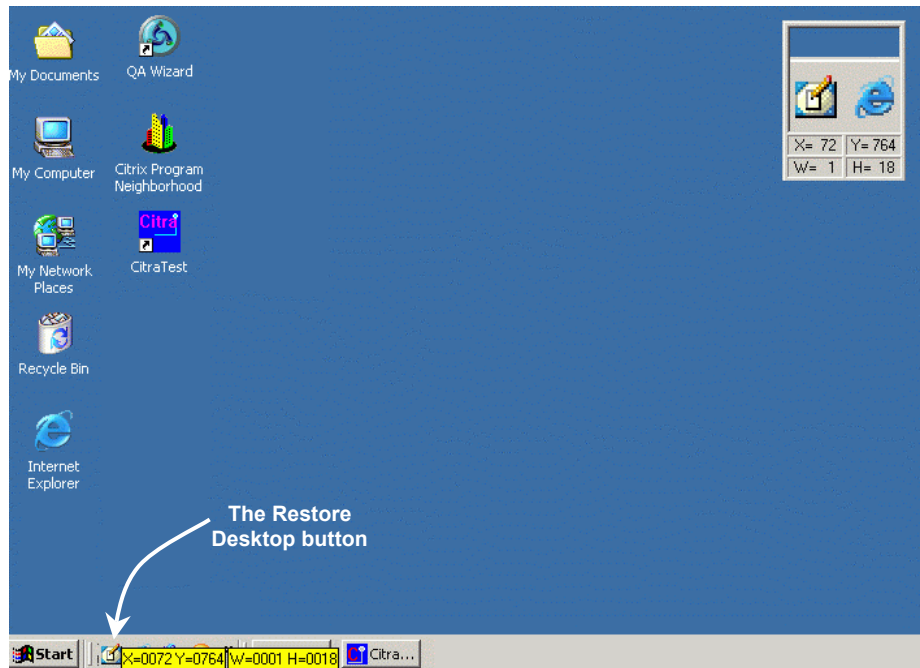 My Documents
QA Wizard
X= 72 Y= 764
W= 1 H= 18
My Computer
Citrix Program
Neighborhood
Citra
My Network
Places
CitraTest
Recycle Bin
Internet
Explorer
The Restore
Desktop button
Start
X=0072 Y=0764 W=0001 H=0018
Citra...